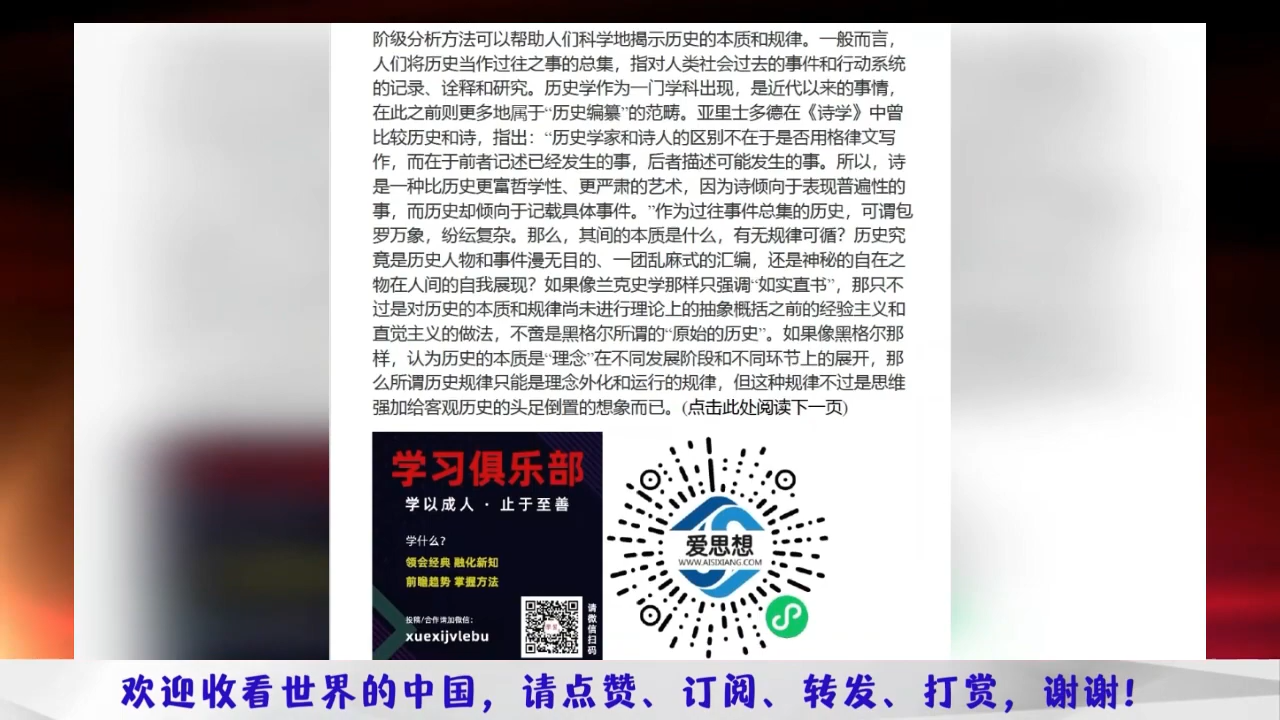 阶级分析方法可以帮助人们科学地揭示历史的本质和规律。一般而言，
人们将历史当作过往之事的总集，指对人类社会过去的事件和行动系统
的记录、诠释和研究。历史学作为一门学科出现，是近代以来的事情，
在此之前则更多地属于“历史编纂”的范畴。亚里士多德在《诗学》中曾
比较历史和诗，指出：“历史学家和诗人的区别不在于是否用格律文写
作，而在于前者记述已经发生的事，后者描述可能发生的事。所以，诗
是一种比历史更富哲学性、更严肃的艺术，因为诗倾向于表现普遍性的
事，而历史却倾向于记载具体事件。”作为过往事件总集的历史，可谓包
罗万象，纷纭复杂。那么，其间的本质是什么，有无规律可循？历史究
竟是历史人物和事件漫无目的、一团乱麻式的汇编，还是神秘的自在之
物在人间的自我展现？如果像兰克史学那样只强调“如实直书”，那只不
过是对历史的本质和规律尚未进行理论上的抽象概括之前的经验主义和
直觉主义的做法，不啻是黑格尔所谓的“原始的历史”。如果像黑格尔那
样，认为历史的本质是“理念”在不同发展阶段和不同环节上的展开，那
么所谓历史规律只能是理念外化和运行的规律，但这种规律不过是思维
强加给客观历史的头足倒置的想象而已。(点击此处阅读下一页)
学习俱乐部
学以成人 · 止于至善
学什么？
领会经典 融化新知
前瞻趋势 掌握方法
投稿/合作请加微信：
xuexijvlebu
请微信扫码
爱思想
WWW.AISIXIANG.COM
欢迎收看世界的中国，请点赞、订阅、转发、打赏，谢谢！